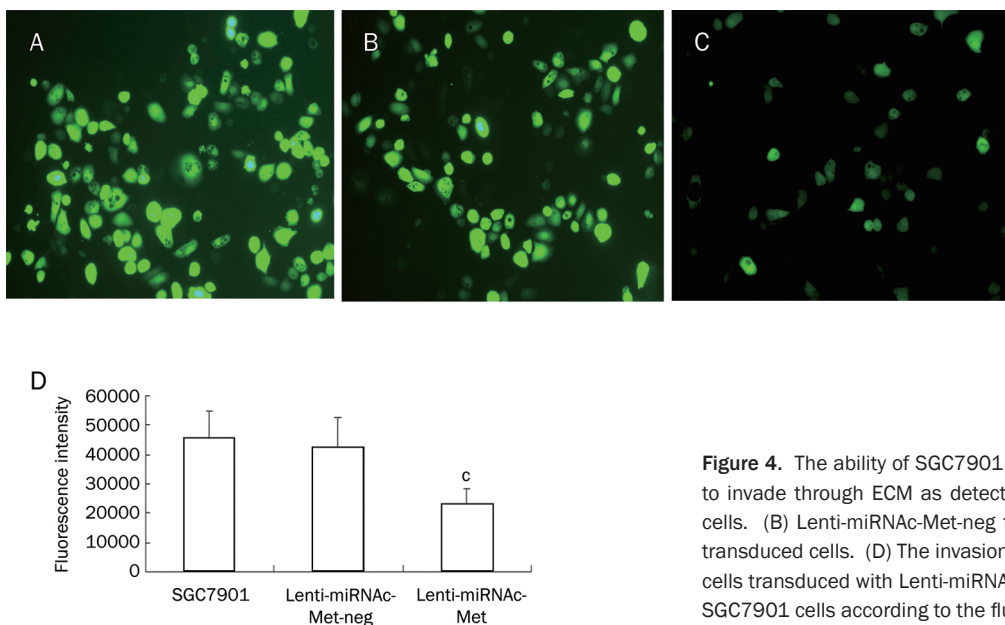 A
B
C
D
Fluorescence intensity
60000
50000
40000
30000
20000
10000
0
c
SGC7901
Lenti-miRNAc-
Met-neg
Lenti-miRNAc-
Met
Figure 4. The ability of SGC7901
to invade through ECM as detect
cells. (B) Lenti-miRNAc-Met-neg
transduced cells. (D) The invasion
cells transduced with Lenti-miRNA
SGC7901 cells according to the flu